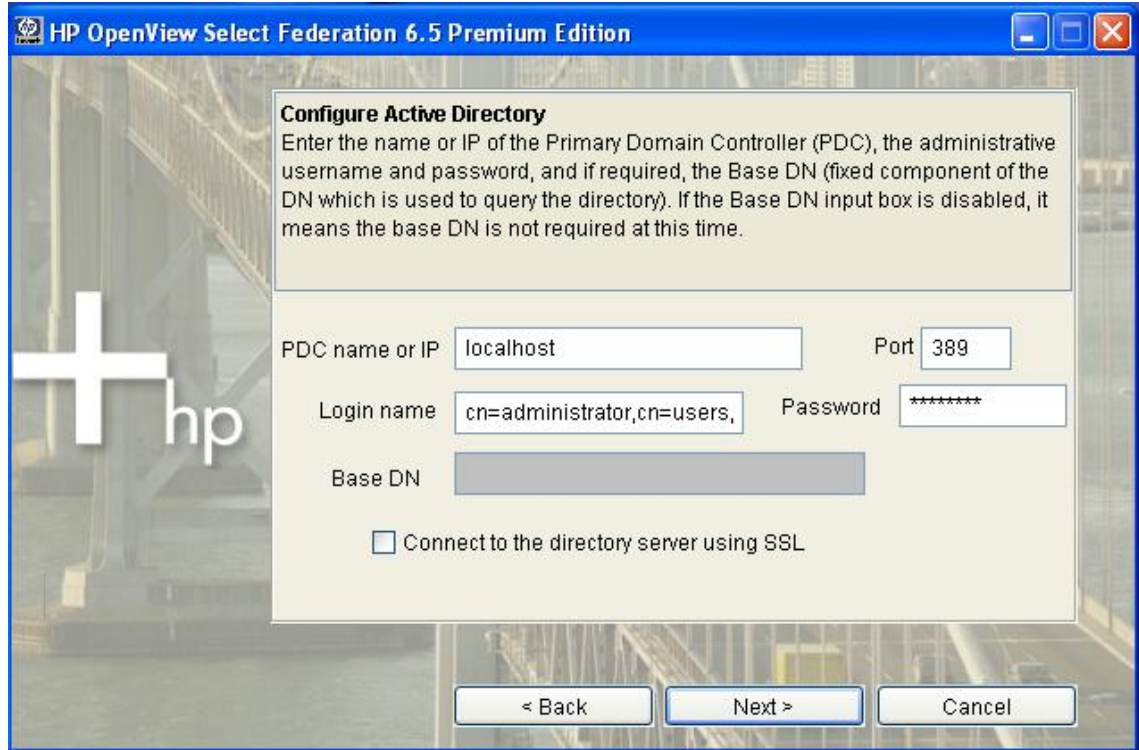 HP OpenView Select Federation 6.5 Premium Edition
Configure Active Directory
Enter the name or IP of the Primary Domain Controller (PDC), the administrative
username and password, and if required, the Base DN (fixed component of the
DN which is used to query the directory). If the Base DN input box is disabled, it
means the base DN is not required at this time.
PDC name or IP localhost Port 389
Login name cn=administrator,cn=users, Password ********
Base DN
Connect to the directory server using SSL
hp
< Back Next > Cancel